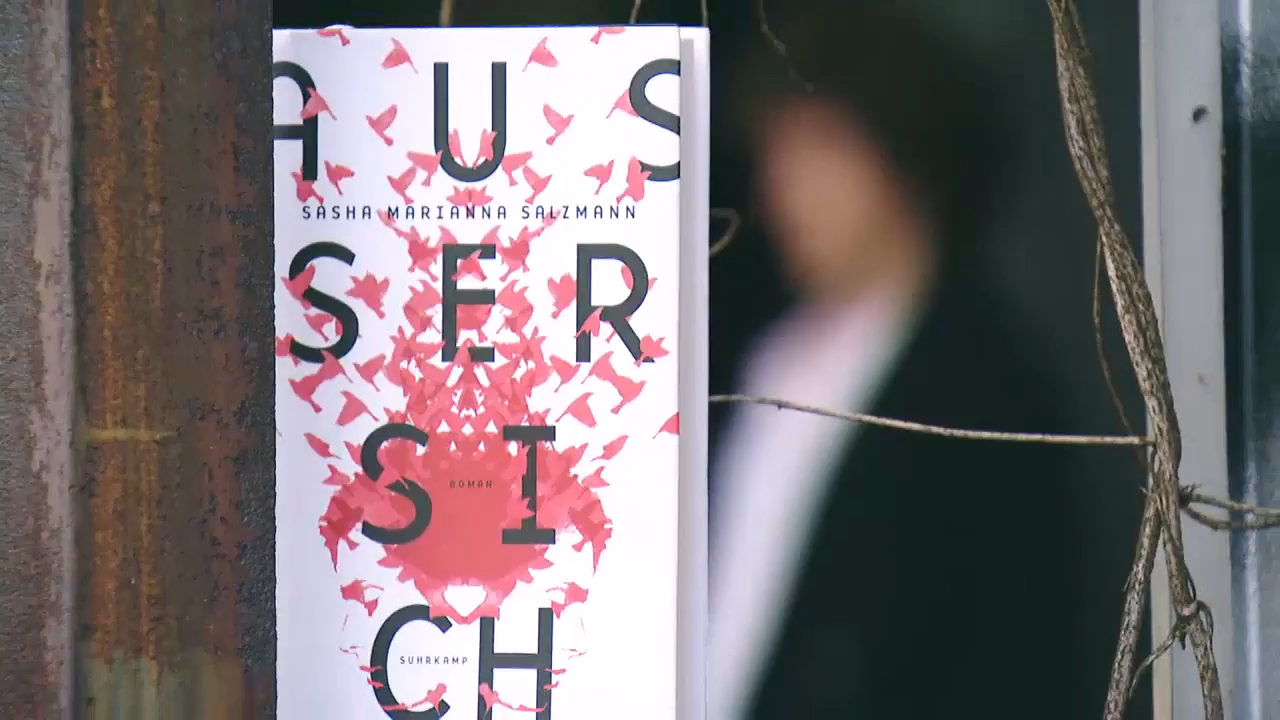 AUS
SASHA MARIANNA SALZMANN
SER
SI
ROMAN
CH
SUHRKAMP